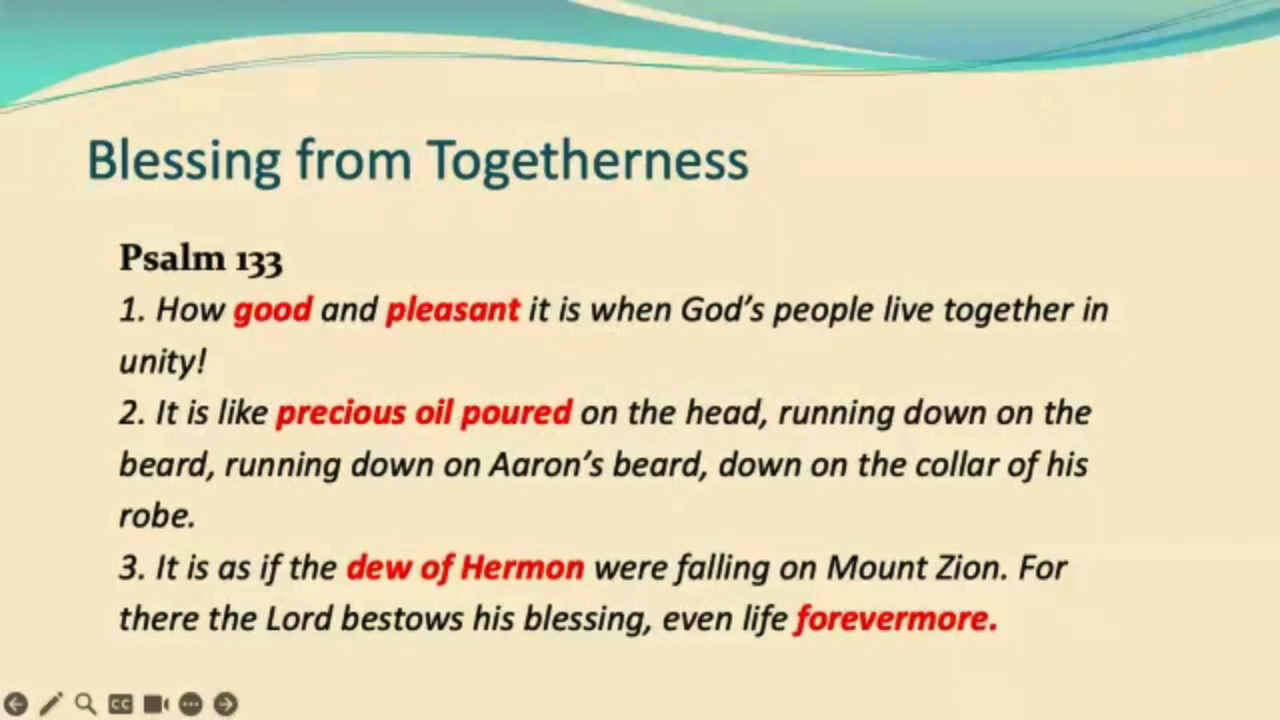 Blessing from Togetherness
Psalm 133
1. How good and pleasant it is when God’s people live together in
unity!
2. It is like precious oil poured on the head, running down on the
beard, running down on Aaron’s beard, down on the collar of his
robe.
3. It is as if the dew of Hermon were falling on Mount Zion. For
there the Lord bestows his blessing, even life forevermore.
CC